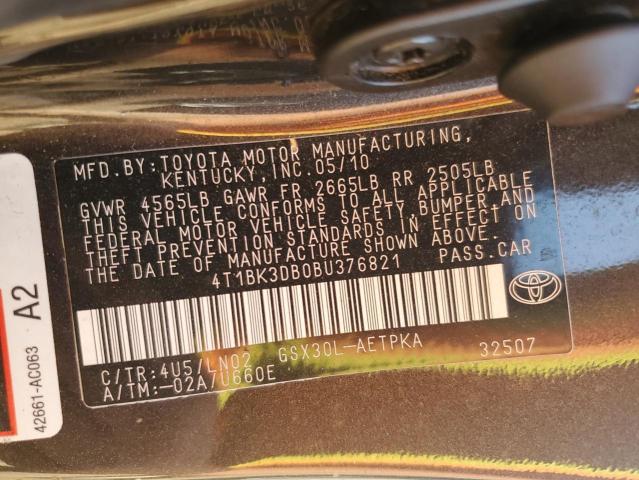 MFD.BY:TOYOTA MOTOR MANUFACTURING,
KENTUCKY,INC.05/10
GVWR 4565LB GAWR FR 2665LB RR 2505LB
THIS VEHICLE CONFORMS TO ALL APPLICABLE
FEDERAL MOTOR VEHICLE SAFETY,BUMPER AND
THEFT PREVENTION STANDARDS IN EFFECT ON
THE DATE OF MANUFACTURE SHOWN ABOVE.
4T1BK3DB0BU376821 PASS.CAR
C/TR:4U5/LN02 GSX30L-AETPKA 32507
A/TM:-02A/U660E
A2
42661-AC063